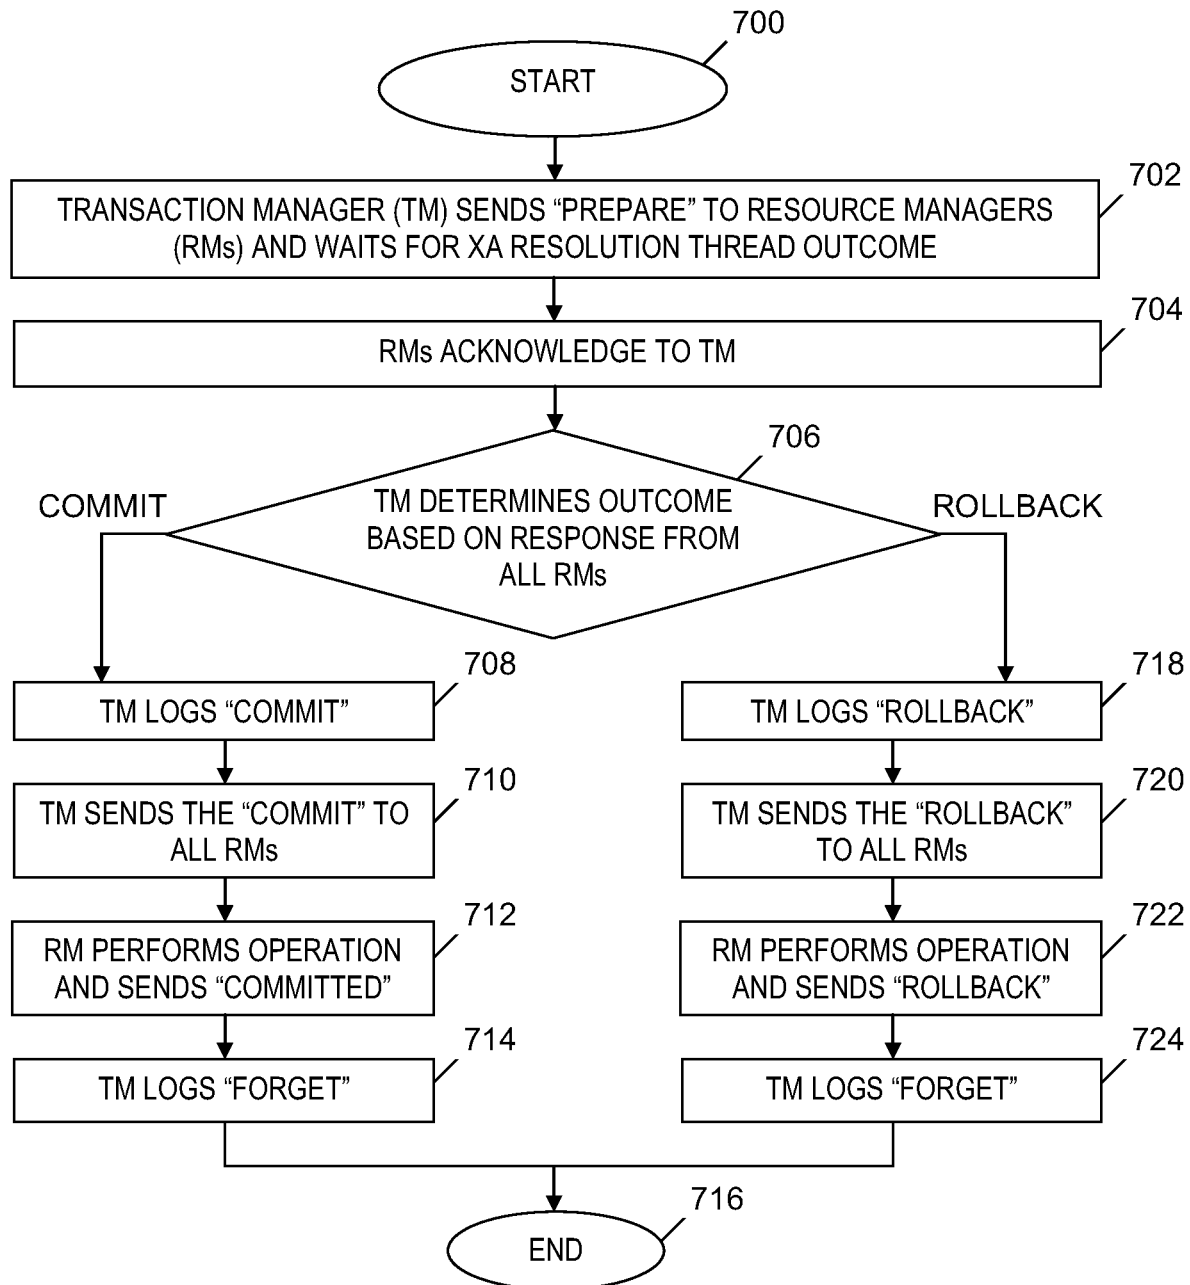 700
START
702
TRANSACTION MANAGER (TM) SENDS “PREPARE” TO RESOURCE MANAGERS
(RMs) AND WAITS FOR XA RESOLUTION THREAD OUTCOME
704
RMs ACKNOWLEDGE TO TM
706
TM DETERMINES OUTCOME
BASED ON RESPONSE FROM
ALL RMs
COMMIT
ROLLBACK
708
TM LOGS “COMMIT”
710
TM SENDS THE “COMMIT” TO
ALL RMs
712
RM PERFORMS OPERATION
AND SENDS “COMMITTED”
714
TM LOGS “FORGET”
718
TM LOGS “ROLLBACK”
720
TM SENDS THE “ROLLBACK”
TO ALL RMs
722
RM PERFORMS OPERATION
AND SENDS “ROLLBACK”
724
TM LOGS “FORGET”
716
END